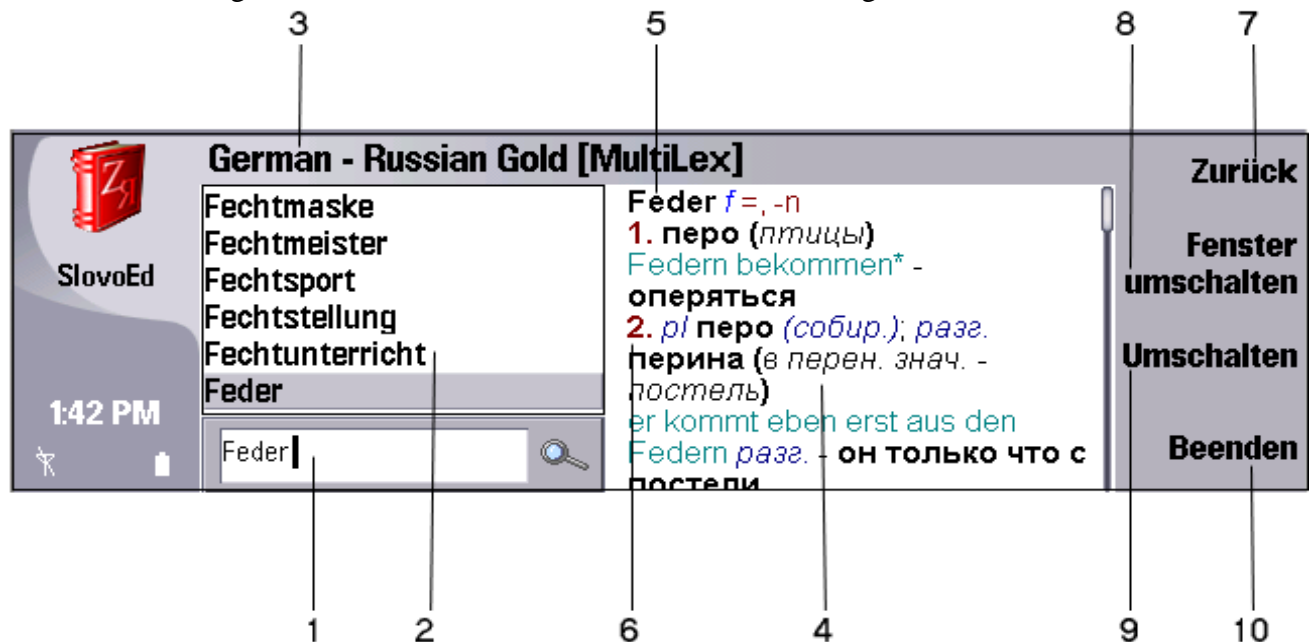 3 5 8 7
German - Russian Gold [MultiLex]
SlovoEd
1:42 PM
Fechtmaske
Fechtmeister
Fechtsport
Fechtstellung
Fechtunterricht
Feder
Feder
Feder f =, -n
1. перо (птицы)
Federn bekommen* -
оперяться
2. pl перо (собир.); разг.
перина (в перен. знач. -
постель)
er kommt eben erst aus den
Federn разг. - он только что с
постели
Zurück
Fenster
umschalten
Umschalten
Beenden
1 2 6 4 9 10